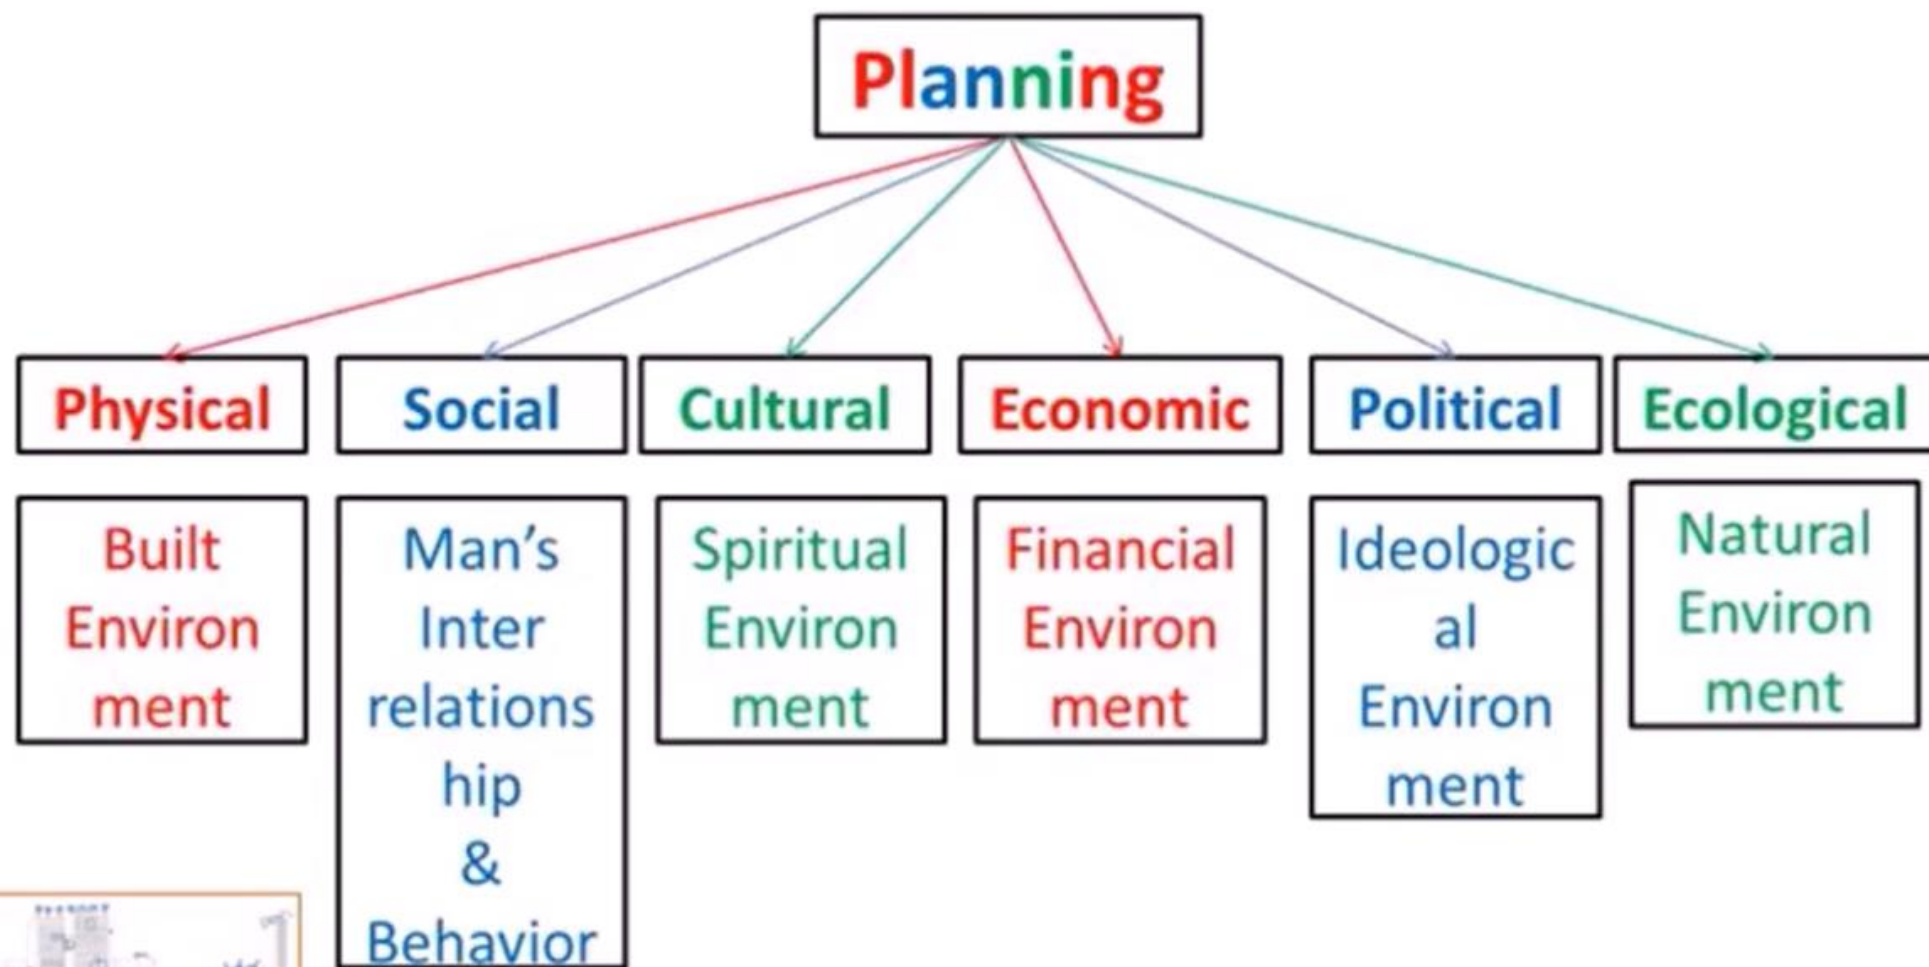 Planning
Physical
Social
Cultural
Economic
Political
Ecological
Built
Environ
ment
Man's
Inter
relations
hip
&
Behavior
Spiritual
Environ
ment
Financial
Environ
ment
Ideologic
al
Environ
ment
Natural
Environ
ment